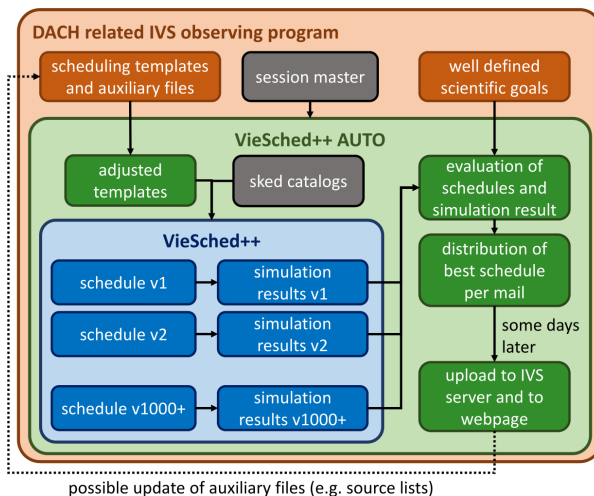 DACH related IVS observing program
scheduling templates
and auxiliary files
session master
well defined
scientific goals
VieSched++ AUTO
adjusted
templates
sked catalogs
evaluation of
schedules and
simulation result
VieSched++
distribution of
best schedule
per mail
schedule v1
simulation
results v1
schedule v2
simulation
results v2
some days
later
schedule v1000+
simulation
results v1000+
upload to IVS
server and to
webpage
possible update of auxiliary files (e.g. source lists)